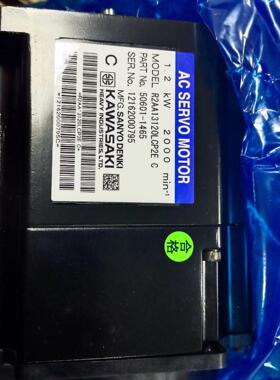 AC SERVO MOTOR
1.2 kW 2000 min-1
MODEL R2AA13120LCP2E C
PART No. 50601-1465
SER.No. 12162000795
C KAWASAKI
HEAVY INDUSTRIES,LTD.
MFG.SANYO DENKI
合格